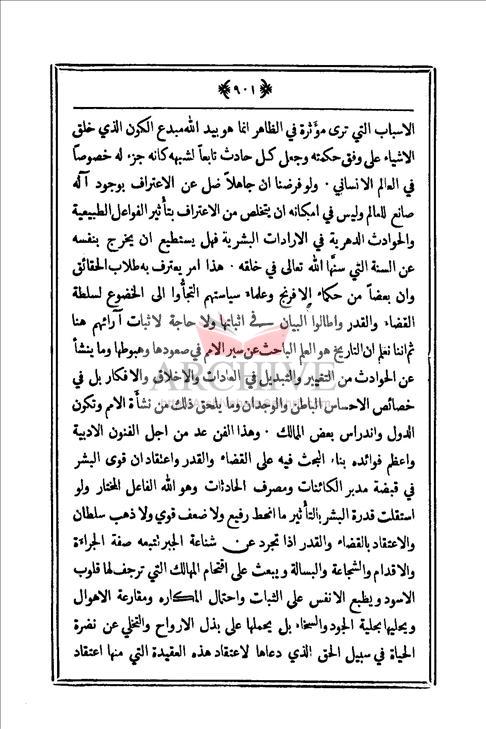 ﴿٩٠١﴾
الاسباب التي ترى مؤثرة في الظاهر انما هو بيد الله مبدع الكون الذي خلق
الاشياء على وفق حكمته وجعل كل حادث تابعاً لشبهه كانه جزء له خصوصاً
في العالم الانساني ٠ ولو فرضنا ان جاهلاً ضل عن الاعتراف بوجود آله
صانع للعالم وليس في امكانه ان يتخلص من الاعتراف بتأثير الفواعل الطبيعية
والحوادث الدهرية في الارادات البشرية فهل يستطيع ان يخرج بنفسه
عن السنة التي سنَّها الله تعالى في خلقه ٠ هذا امر يعترف به طلاب الحقائق
وان بعضاً من حكماء الافرنج وعلماء سياستهم التجأوا الى الخضوع لسلطة
القضاء والقدر واطالوا البيان في اثباتها ولا حاجة لاثبات آرائهم هنا
ثم اننا نعلم ان التاريخ هو العلم الباحث عن سير الامم في صعودها وهبوطها وما ينشأ
عن الحوادث من التغيير والتبديل في العادات والاخلاق والافكار بل في
خصائص الاحساس الباطن والوجدان وما يلحق ذلك من نشأة الامم وتكون
الدول واندراس بعض الممالك ٠ وهذا الفن عد من اجل الفنون الادبية
واعظم فوائده بناء البحث فيه على القضاء والقدر واعتقاد ان قوى البشر
في قبضة مدبر الكائنات ومصرف الحادثات وهو الله الفاعل المختار ولو
استقلت قدرة البشر بالتأثير ما انحط رفيع ولا ضعف قوي ولا ذهب سلطان
والاعتقاد بالقضاء والقدر اذا تجرد عن شناعة الجبر تتبعه صفة الجراءة
والاقدام والشجاعة والبسالة ويبعث على اقتحام المهالك التي ترجف لها قلوب
الاسود ويطبع الانفس على الثبات واحتمال المكاره ومقارعة الاهوال
ويحليها بحلية الجود والسخاء بل يحملها على بذل الارواح والتخلي عن نضرة
الحياة في سبيل الحق الذي دعاها لاعتقاد هذه العقيدة التي منها اعتقاد
ARCHIVE